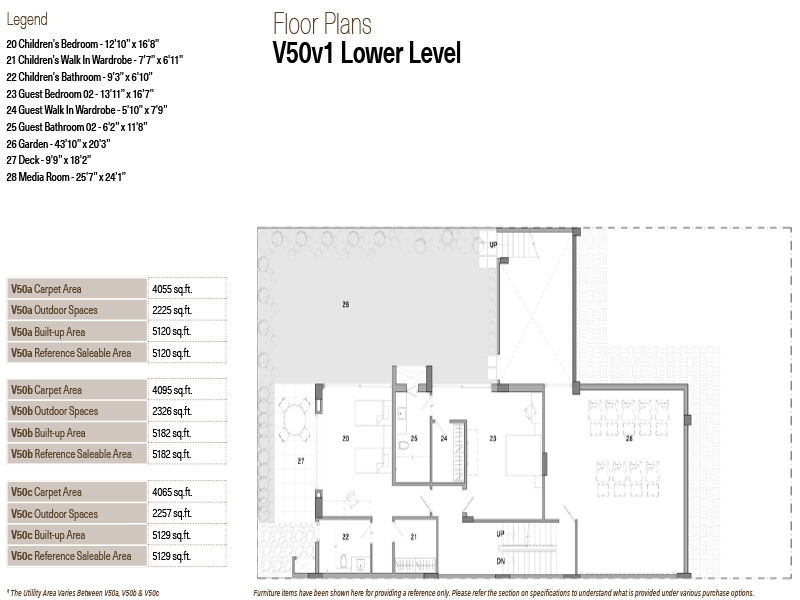 Legend
20 Children's Bedroom - 12'10" x 16'8"
21 Children's Walk In Wardrobe - 7'7" x 6'11"
22 Children's Bathroom - 9'3" x 6'10"
23 Guest Bedroom 02 - 13'11" x 16'7"
24 Guest Walk In Wardrobe - 5'10" x 7'9"
25 Guest Bathroom 02 - 6'2" x 11'8"
26 Garden - 43'10" x 20'3"
27 Deck - 9'9" x 18'2"
28 Media Room - 25'7" x 24'1"
Floor Plans
V50v1 Lower Level
V50a Carpet Area 4055 sq.ft.
V50a Outdoor Spaces 2225 sq.ft.
V50a Built-up Area 5120 sq.ft.
V50a Reference Saleable Area 5120 sq.ft.
V50b Carpet Area 4095 sq.ft.
V50b Outdoor Spaces 2326 sq.ft.
V50b Built-up Area 5182 sq.ft.
V50b Reference Saleable Area 5182 sq.ft.
V50c Carpet Area 4065 sq.ft.
V50c Outdoor Spaces 2257 sq.ft.
V50c Built-up Area 5129 sq.ft.
V50c Reference Saleable Area 5129 sq.ft.
UP
26
20
25
24
23
28
27
22
21
UP
DN
* The Utility Area Varies Between V50a, V50b & V50c
Furniture items have been shown here for providing a reference only. Please refer the section on specifications to understand what is provided under various purchase options.